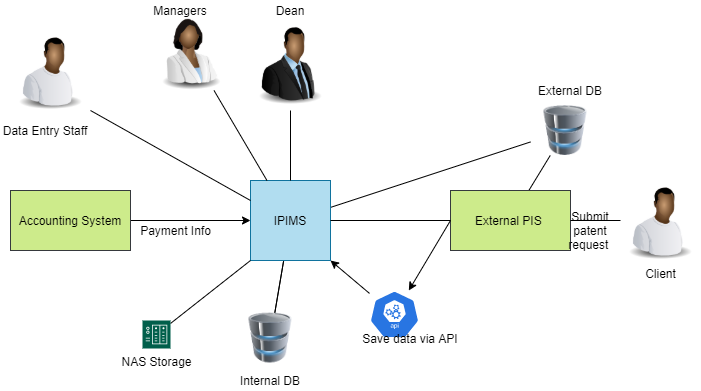 Managers
Dean
External DB
Data Entry Staff
Accounting System
Payment Info
IPIMS
External PIS
Submit
patent
request
Client
api
Save data via API
NAS Storage
Internal DB